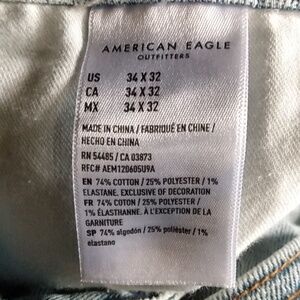 AMERICAN EAGLE
OUTFITTERS
US 34 X 32
CA 34 X 32
MX 34 X 32
MADE IN CHINA / FABRIQUÉ EN CHINE /
HECHO EN CHINA
RN 54485 / CA 03873
RFC# AEM120605U9A
EN 74% COTTON / 25% POLYESTER / 1%
ELASTANE. EXCLUSIVE OF DECORATION
FR 74% COTON / 25% POLYESTER /
1% ÉLASTHANNE. À L'EXCEPTION DE LA
GARNITURE
SP 74% algodón / 25% poliéster / 1%
elastano